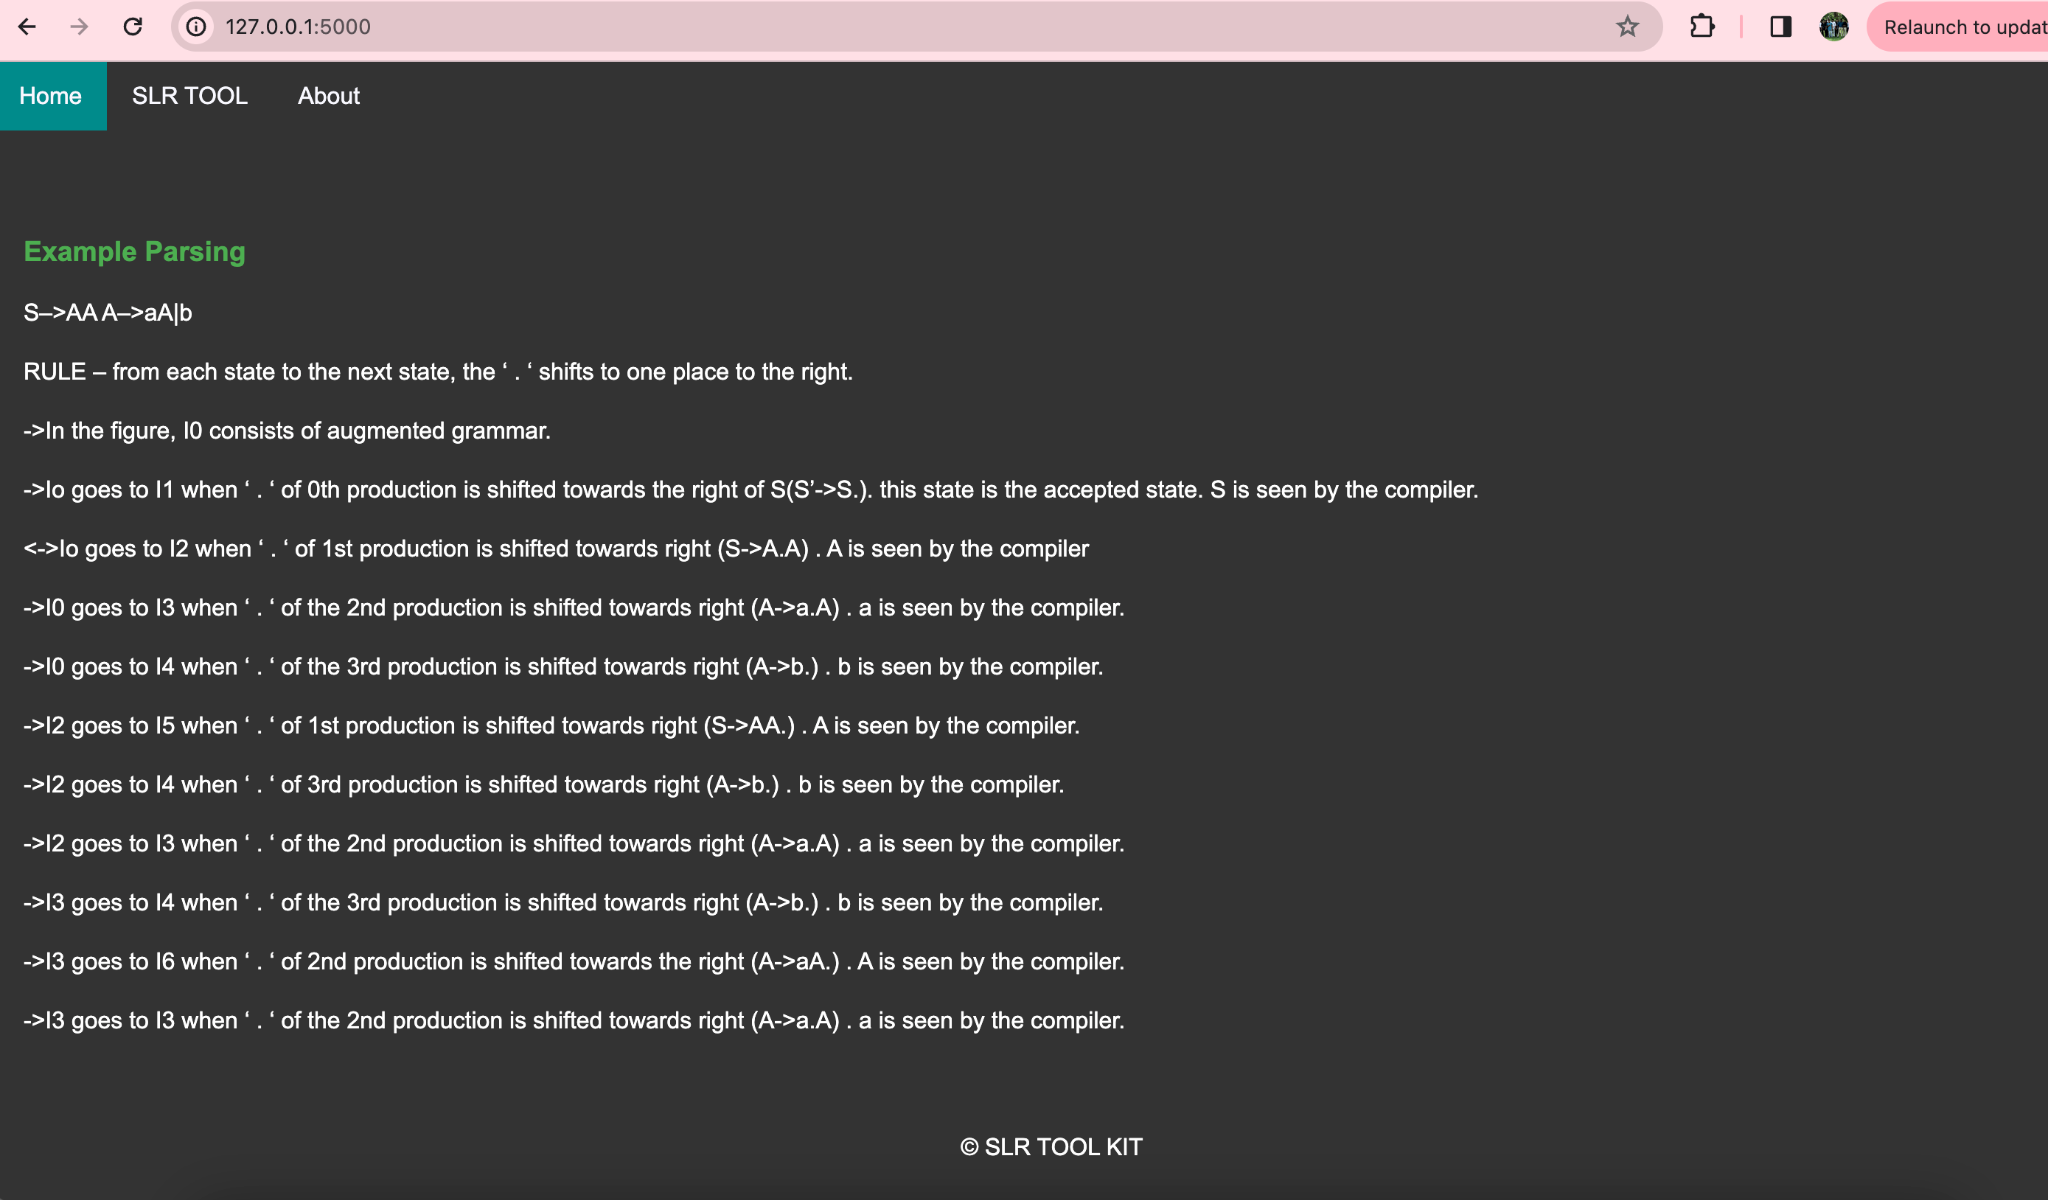 127.0.0.1:5000
Relaunch to updat
Home SLR TOOL About
Example Parsing
S–>AA A–>aA|b
RULE – from each state to the next state, the ‘ . ‘ shifts to one place to the right.
->In the figure, I0 consists of augmented grammar.
->Io goes to I1 when ‘ . ‘ of 0th production is shifted towards the right of S(S’->S.). this state is the accepted state. S is seen by the compiler.
<->Io goes to I2 when ‘ . ‘ of 1st production is shifted towards right (S->A.A) . A is seen by the compiler
->I0 goes to I3 when ‘ . ‘ of the 2nd production is shifted towards right (A->a.A) . a is seen by the compiler.
->I0 goes to I4 when ‘ . ‘ of the 3rd production is shifted towards right (A->b.) . b is seen by the compiler.
->I2 goes to I5 when ‘ . ‘ of 1st production is shifted towards right (S->AA.) . A is seen by the compiler.
->I2 goes to I4 when ‘ . ‘ of 3rd production is shifted towards right (A->b.) . b is seen by the compiler.
->I2 goes to I3 when ‘ . ‘ of the 2nd production is shifted towards right (A->a.A) . a is seen by the compiler.
->I3 goes to I4 when ‘ . ‘ of the 3rd production is shifted towards right (A->b.) . b is seen by the compiler.
->I3 goes to I6 when ‘ . ‘ of 2nd production is shifted towards the right (A->aA.) . A is seen by the compiler.
->I3 goes to I3 when ‘ . ‘ of the 2nd production is shifted towards right (A->a.A) . a is seen by the compiler.
© SLR TOOL KIT